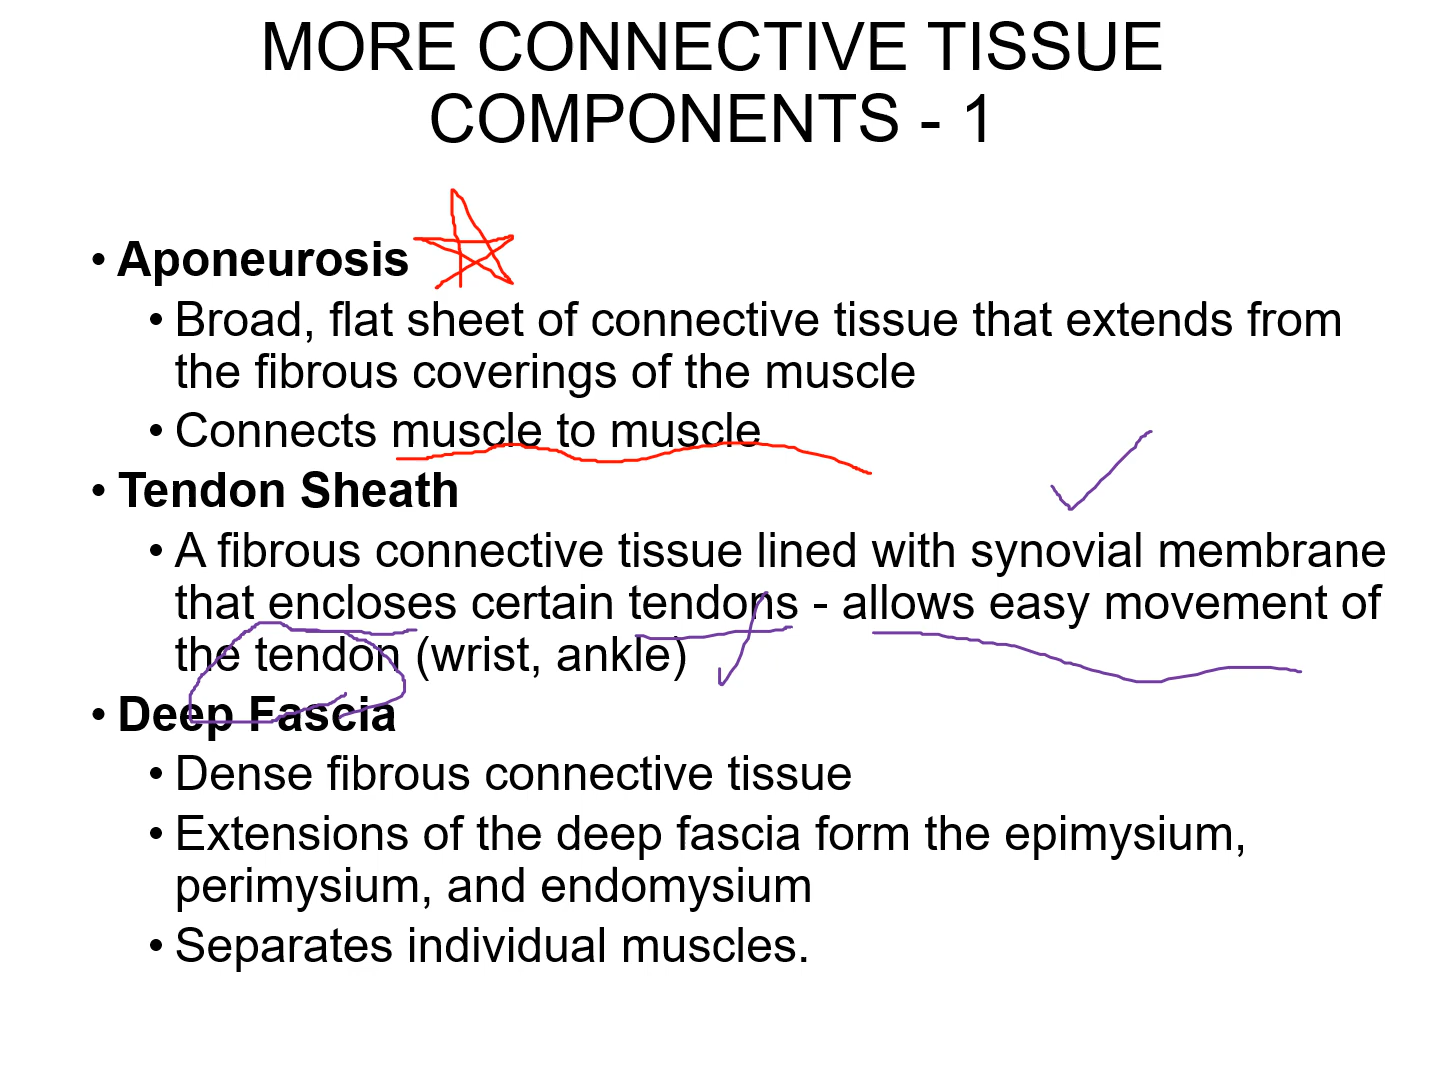 MORE CONNECTIVE TISSUE
COMPONENTS - 1
• Aponeurosis
• Broad, flat sheet of connective tissue that extends from
the fibrous coverings of the muscle
• Connects muscle to muscle
• Tendon Sheath
• A fibrous connective tissue lined with synovial membrane
that encloses certain tendons - allows easy movement of
the tendon (wrist, ankle)
• Deep Fascia
• Dense fibrous connective tissue
• Extensions of the deep fascia form the epimysium,
perimysium, and endomysium
• Separates individual muscles.